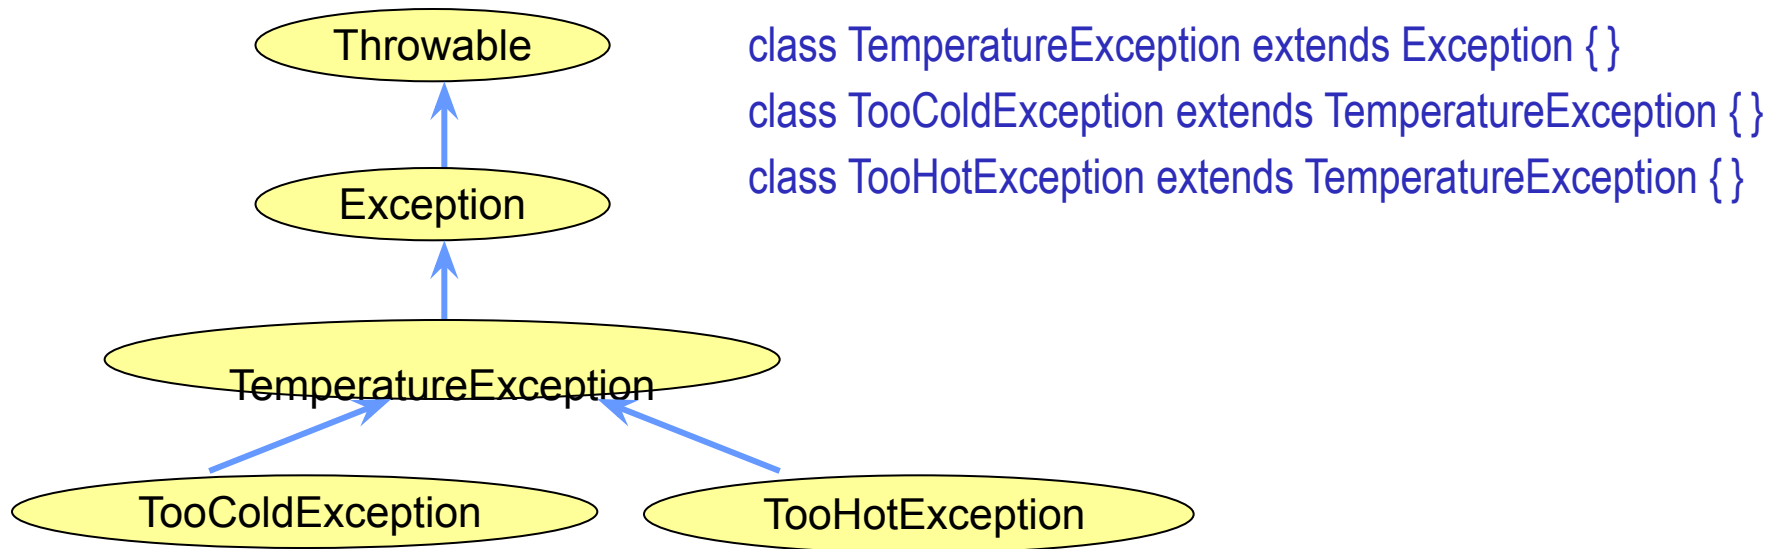 Throwable
class TemperatureException extends Exception { }
class TooColdException extends TemperatureException { }
class TooHotException extends TemperatureException { }
Exception
TemperatureException
TooColdException
TooHotException